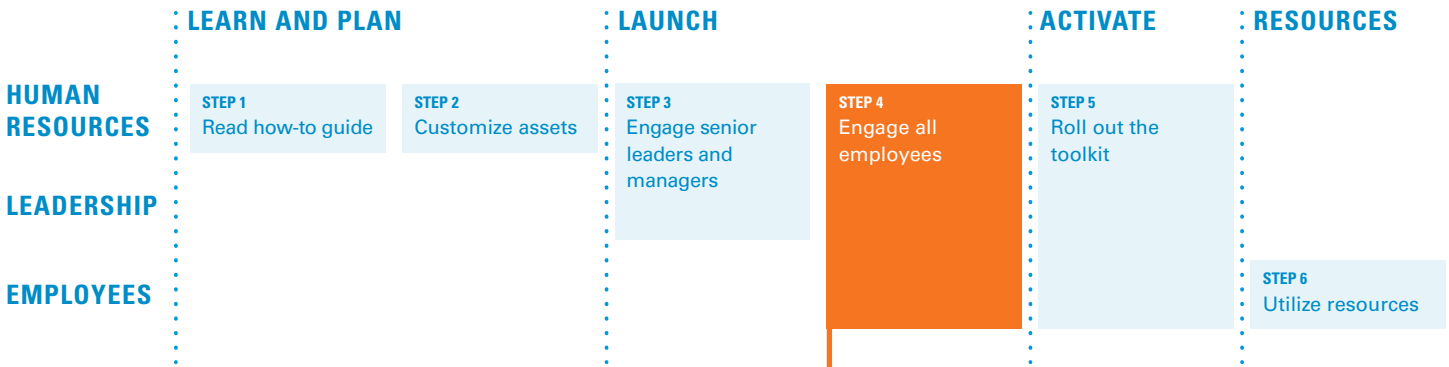 LEARN AND PLAN
LAUNCH
ACTIVATE
RESOURCES
HUMAN
RESOURCES
STEP 1
Read how-to guide
STEP 2
Customize assets
STEP 3
Engage senior
leaders and
managers
STEP 4
Engage all
employees
STEP 5
Roll out the
toolkit
LEADERSHIP
EMPLOYEES
STEP 6
Utilize resources